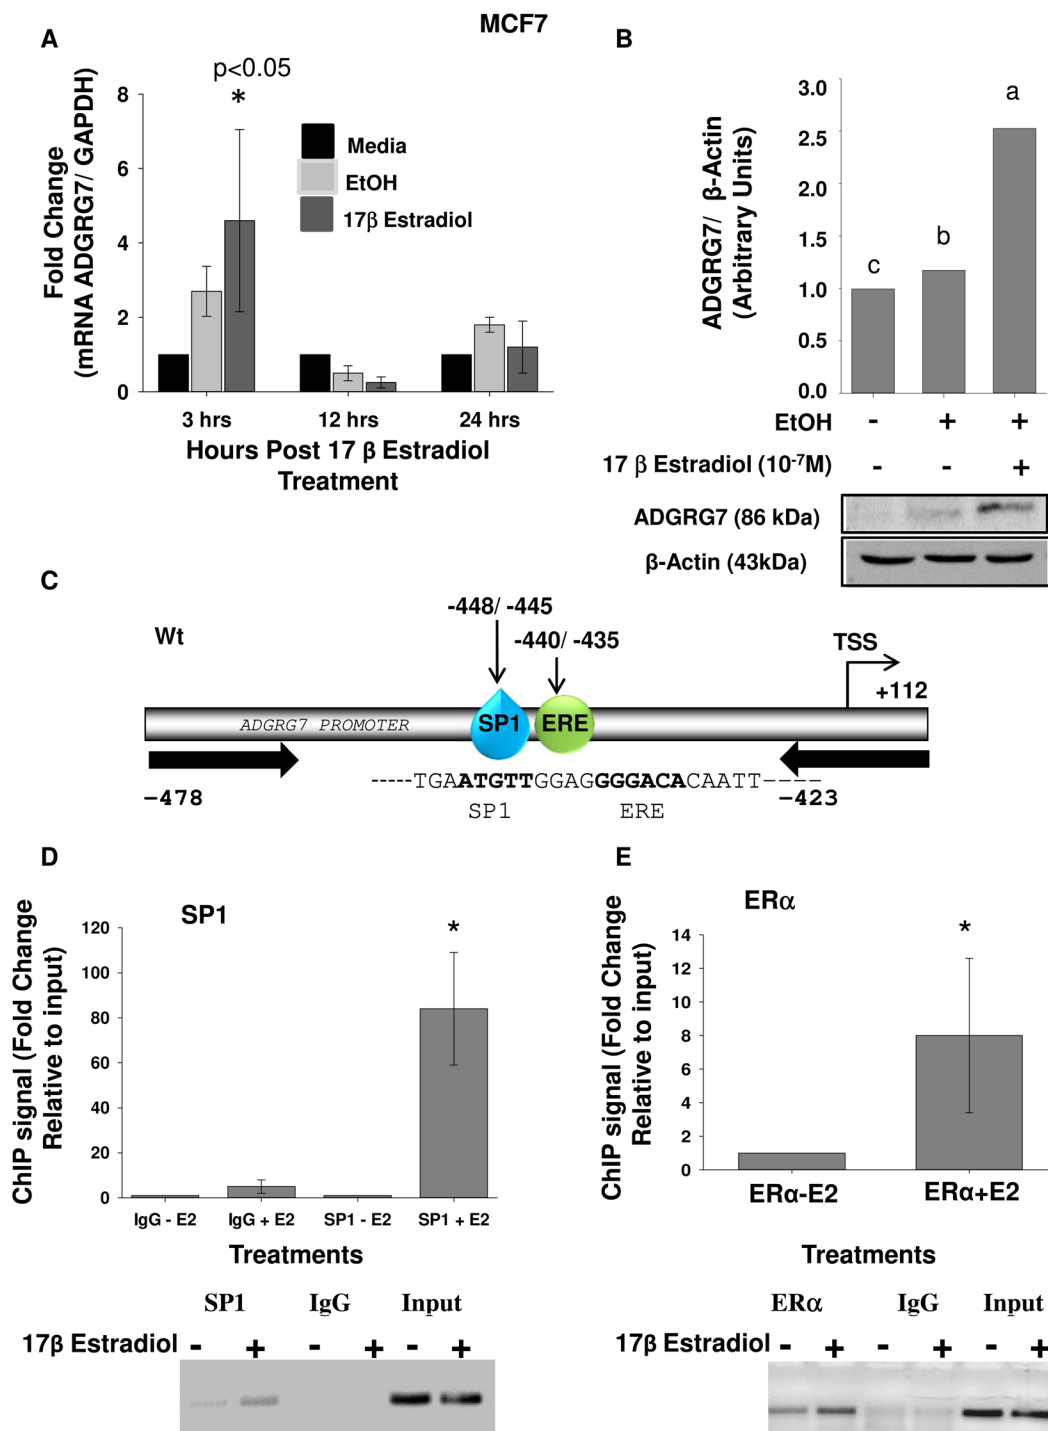 MCF7
A
p<0.05
*
Fold Change
(mRNA ADGRG7/ GAPDH)
8
6
4
2
0
Media
EtOH
17β Estradiol
3 hrs
12 hrs
24 hrs
Hours Post 17 β Estradiol
Treatment
B
ADGRG7/ β-Actin
(Arbitrary Units)
3.0
2.5
2.0
1.5
1.0
0.5
0.0
c
b
a
EtOH - + +
17 β Estradiol (10⁻⁷M) - - +
ADGRG7 (86 kDa)
β-Actin (43kDa)
C
Wt
-448/ -445
-440/ -435
TSS
+112
ADGRG7 PROMOTER
SP1
ERE
-----TGAATGTTGGAGGGGACACAATT----
−478
−423
SP1
ERE
D
SP1
ChIP signal (Fold Change
Relative to input)
120
100
80
60
40
20
0
*
IgG - E2
IgG + E2
SP1 - E2
SP1 + E2
Treatments
SP1 IgG Input
17β Estradiol - + - + - +
E
ERα
ChIP signal (Fold Change
Relative to input)
14
12
10
8
6
4
2
0
*
ERα-E2
ERα+E2
Treatments
ERα IgG Input
17β Estradiol - + - + - +